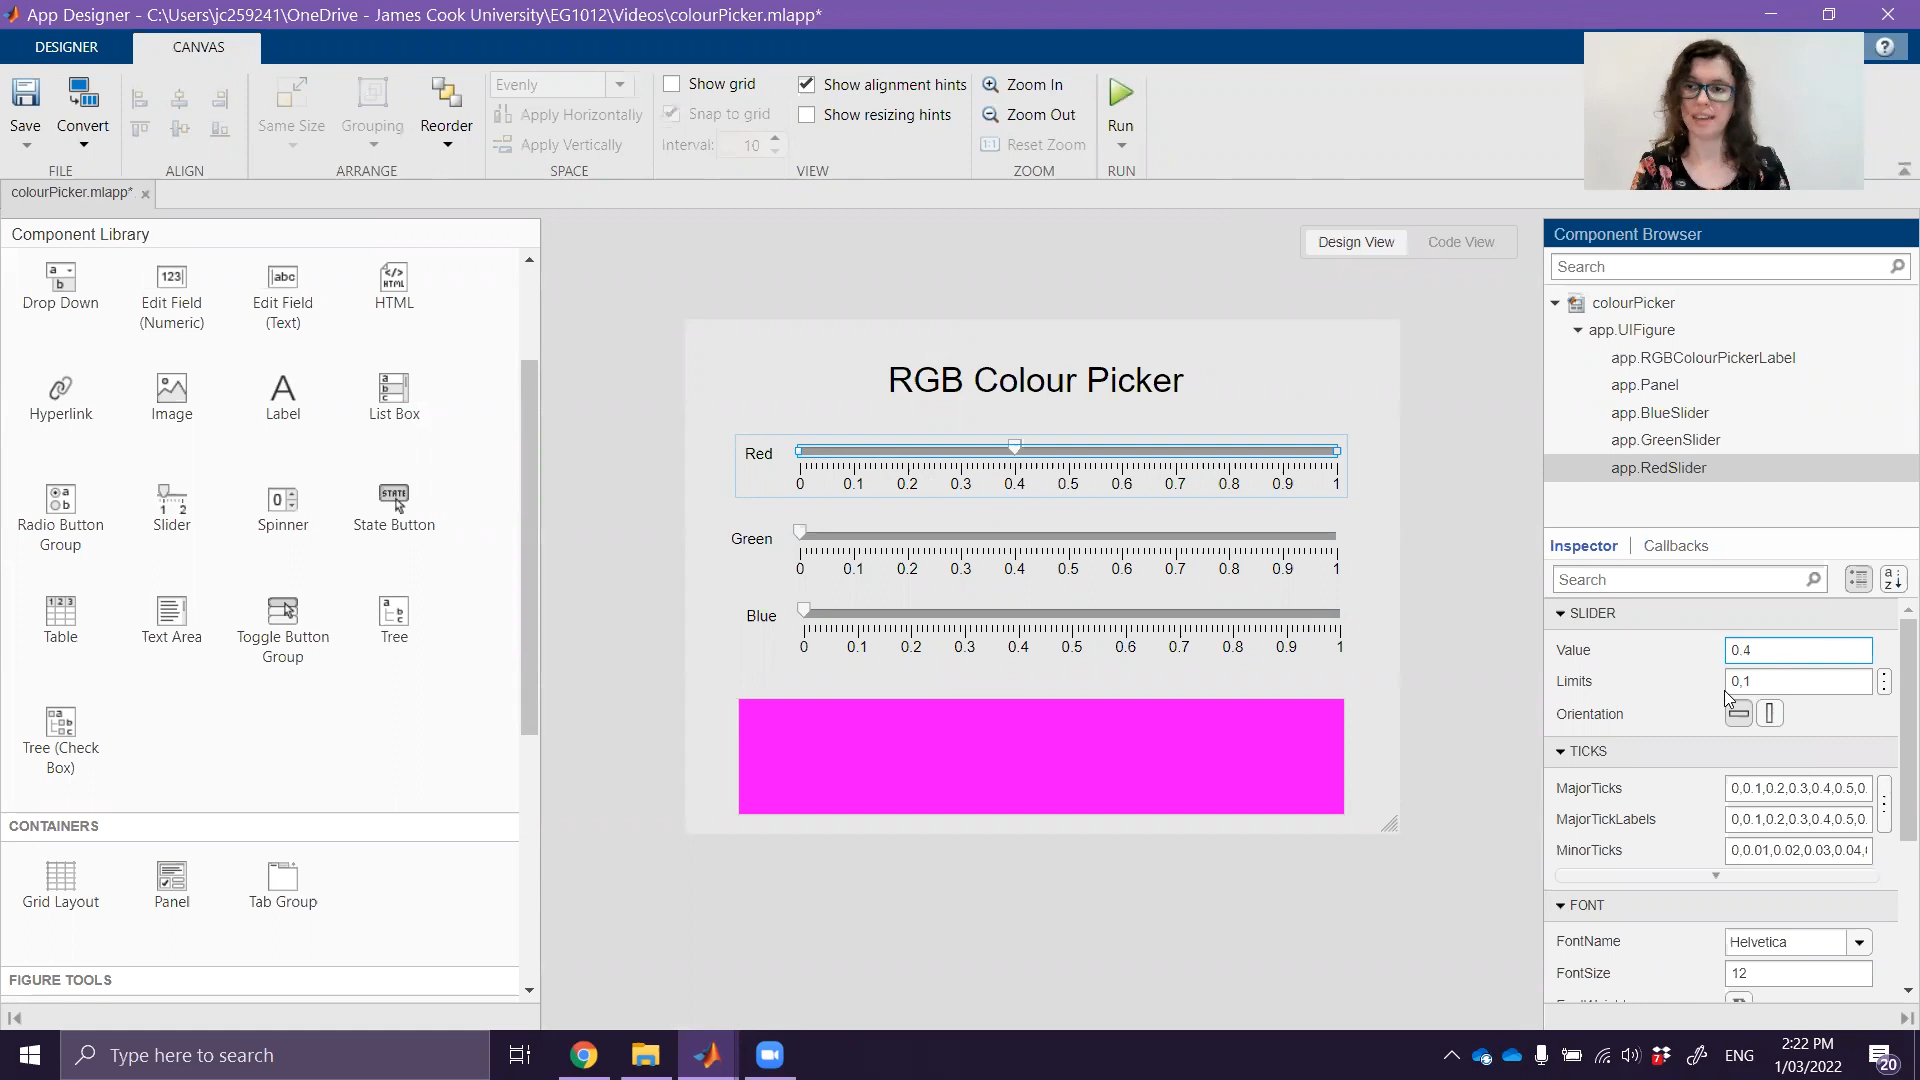 App Designer - C:\Users\jc259241\OneDrive - James Cook University\EG1012\Videos\colourPicker.mlapp*
DESIGNER
CANVAS
Save
Convert
FILE
ALIGN
Same Size
Grouping
Reorder
ARRANGE
Evenly
Apply Horizontally
Apply Vertically
SPACE
Show grid
Snap to grid
Interval: 10
Show alignment hints
Show resizing hints
VIEW
Zoom In
Zoom Out
1:1 Reset Zoom
ZOOM
Run
RUN
?
colourPicker.mlapp*
Component Library
Drop Down
Edit Field (Numeric)
Edit Field (Text)
HTML
Hyperlink
Image
Label
List Box
Radio Button Group
Slider
Spinner
State Button
Table
Text Area
Toggle Button Group
Tree
Tree (Check Box)
CONTAINERS
Grid Layout
Panel
Tab Group
FIGURE TOOLS
Design View
Code View
RGB Colour Picker
Red
0 0.1 0.2 0.3 0.4 0.5 0.6 0.7 0.8 0.9 1
Green
0 0.1 0.2 0.3 0.4 0.5 0.6 0.7 0.8 0.9 1
Blue
0 0.1 0.2 0.3 0.4 0.5 0.6 0.7 0.8 0.9 1
Component Browser
Search
colourPicker
app.UIFigure
app.RGBColourPickerLabel
app.Panel
app.BlueSlider
app.GreenSlider
app.RedSlider
Inspector | Callbacks
Search
SLIDER
Value 0.4
Limits 0,1
Orientation
TICKS
MajorTicks 0,0.1,0.2,0.3,0.4,0.5,0.
MajorTickLabels 0,0.1,0.2,0.3,0.4,0.5,0.
MinorTicks 0,0.01,0.02,0.03,0.04,
FONT
FontName Helvetica
FontSize 12
Type here to search
ENG
2:22 PM
1/03/2022
20